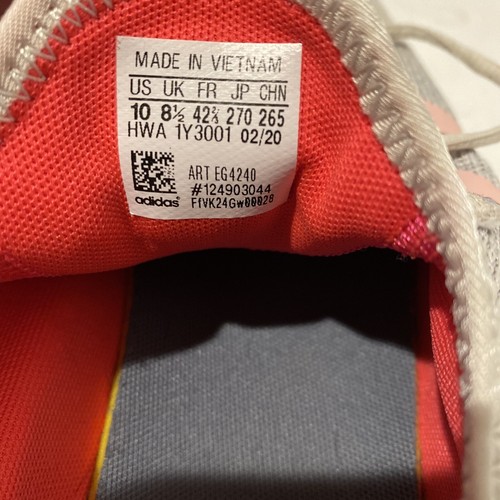 MADE IN VIETNAM
US UK FR JP CHN
10 8½ 42⅔ 270 265
HWA 1Y3001 02/20
ART EG4240
#124903044
adidas FfVK24Gw00028